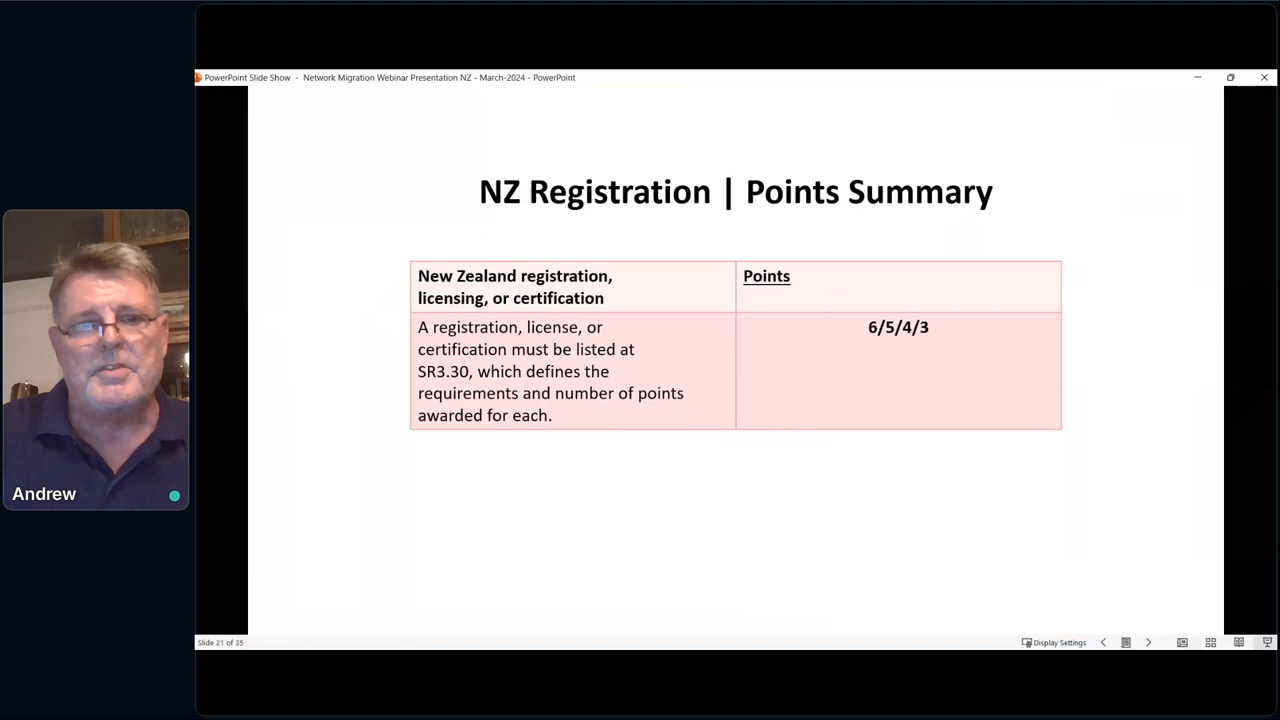 PowerPoint Slide Show - Network Migration Webinar Presentation NZ - March-2024 - PowerPoint
NZ Registration | Points Summary
New Zealand registration,
licensing, or certification
Points
A registration, license, or
certification must be listed at
SR3.30, which defines the
requirements and number of points
awarded for each.
6/5/4/3
Andrew
Slide 21 of 35
Display Settings